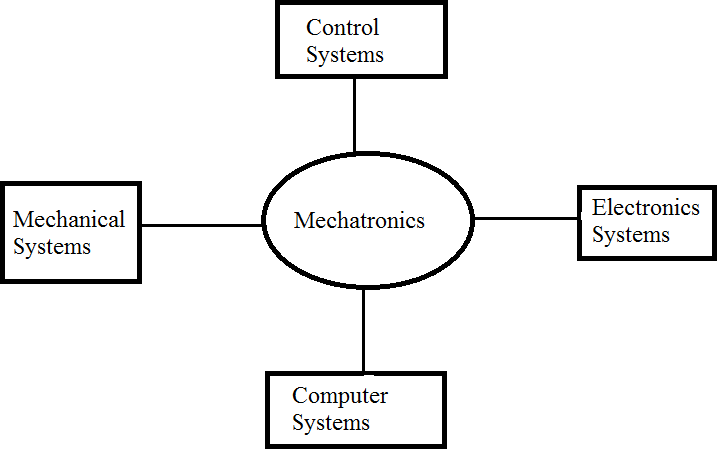 Control
Systems
Mechanical
Systems
Mechatronics
Electronics
Systems
Computer
Systems